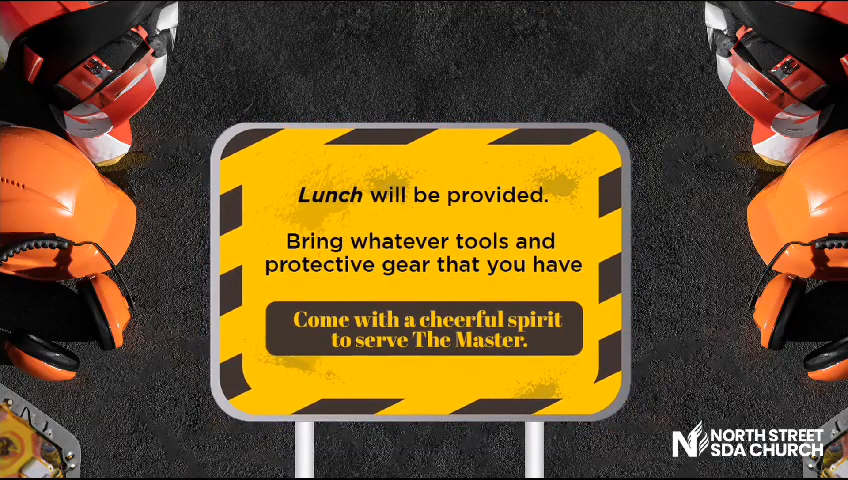 Lunch will be provided.
Bring whatever tools and
protective gear that you have
Come with a cheerful spirit
to serve The Master.
NORTH STREET
SDA CHURCH